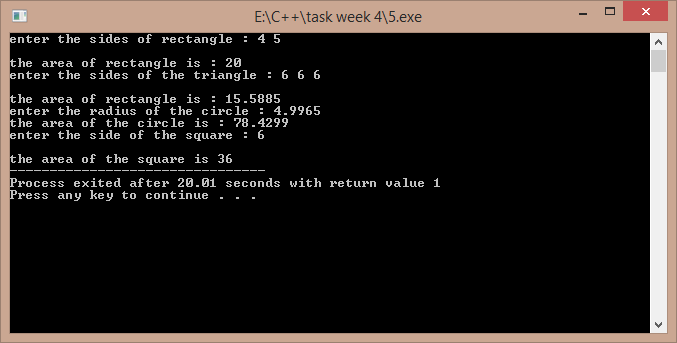 E:\C++\task week 4\5.exe
enter the sides of rectangle : 4 5
the area of rectangle is : 20
enter the sides of the triangle : 6 6 6
the area of rectangle is : 15.5885
enter the radius of the circle : 4.9965
the area of the circle is : 78.4299
enter the side of the square : 6
the area of the square is 36
--------------------------------
Process exited after 20.01 seconds with return value 1
Press any key to continue . . .